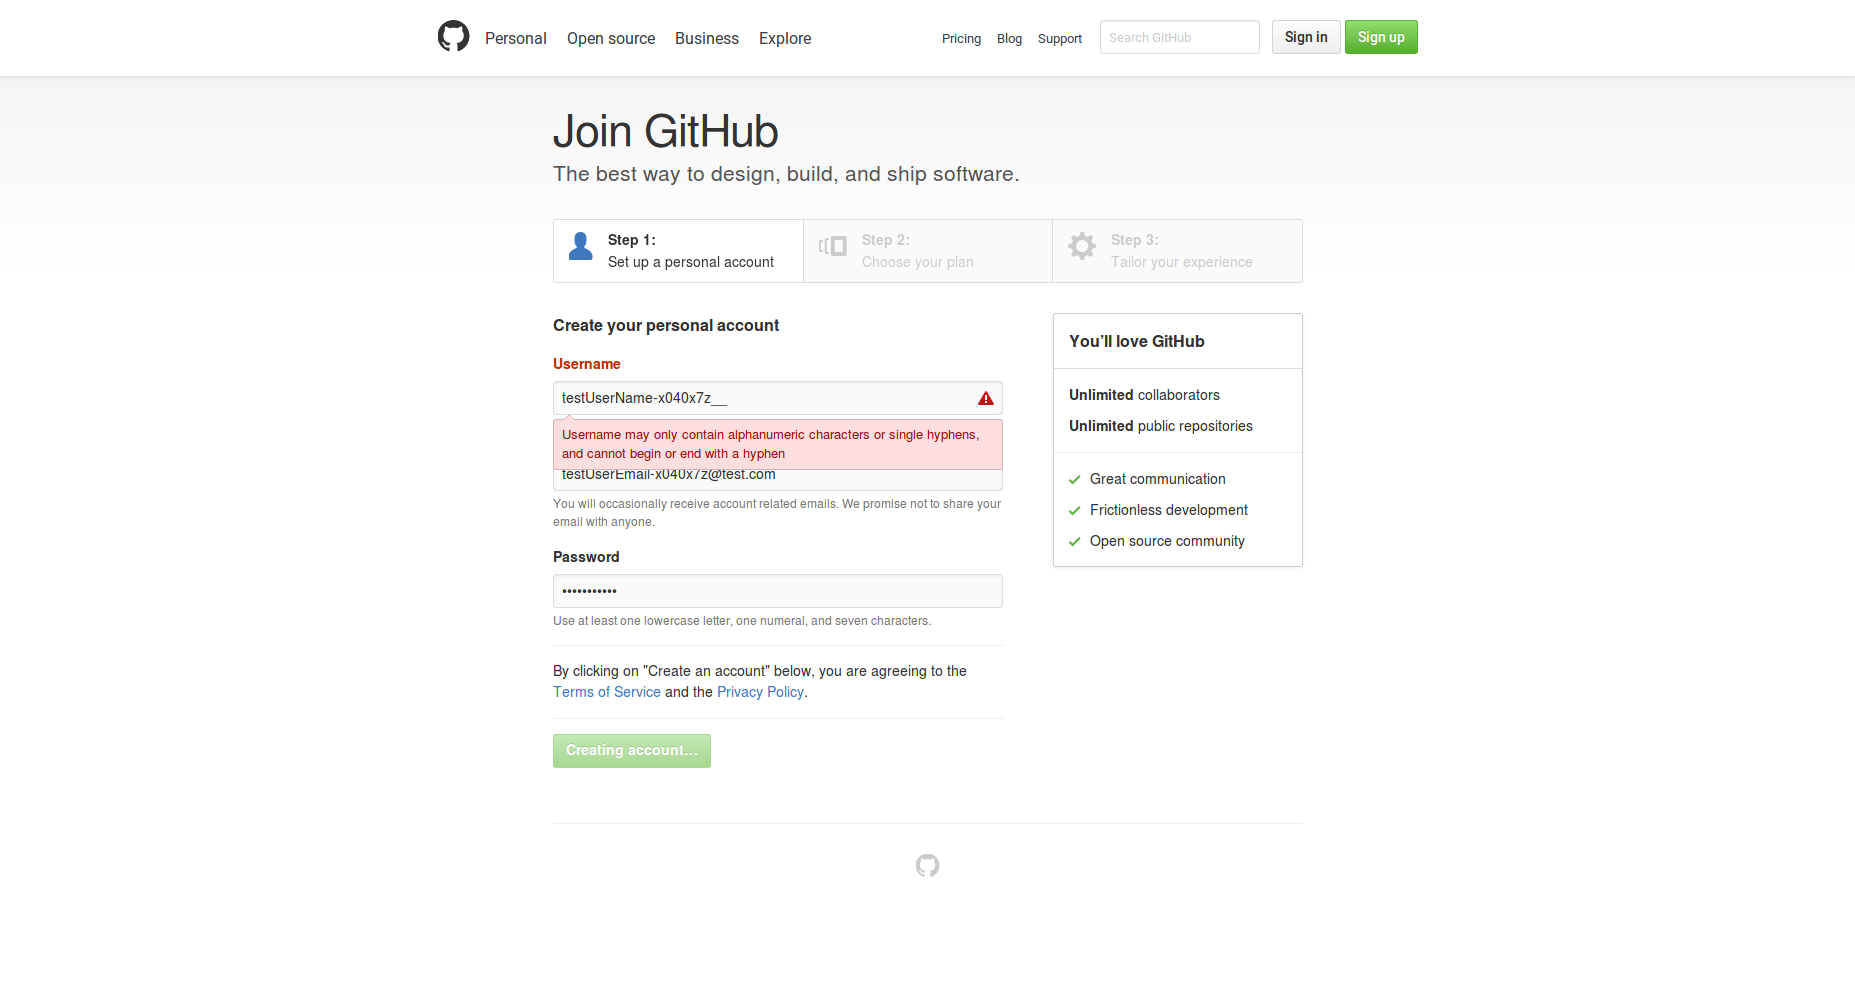 Personal Open source Business Explore Pricing Blog Support Search GitHub Sign in Sign up
Join GitHub
The best way to design, build, and ship software.
Step 1:
Set up a personal account
Step 2:
Choose your plan
Step 3:
Tailor your experience
Create your personal account
Username
testUserName-x040x7z__
Username may only contain alphanumeric characters or single hyphens,
and cannot begin or end with a hyphen
testUserEmail-x040x7z@test.com
You will occasionally receive account related emails. We promise not to share your
email with anyone.
Password
•••••••••••
Use at least one lowercase letter, one numeral, and seven characters.
By clicking on "Create an account" below, you are agreeing to the
Terms of Service and the Privacy Policy.
Creating account...
You’ll love GitHub
Unlimited collaborators
Unlimited public repositories
Great communication
Frictionless development
Open source community